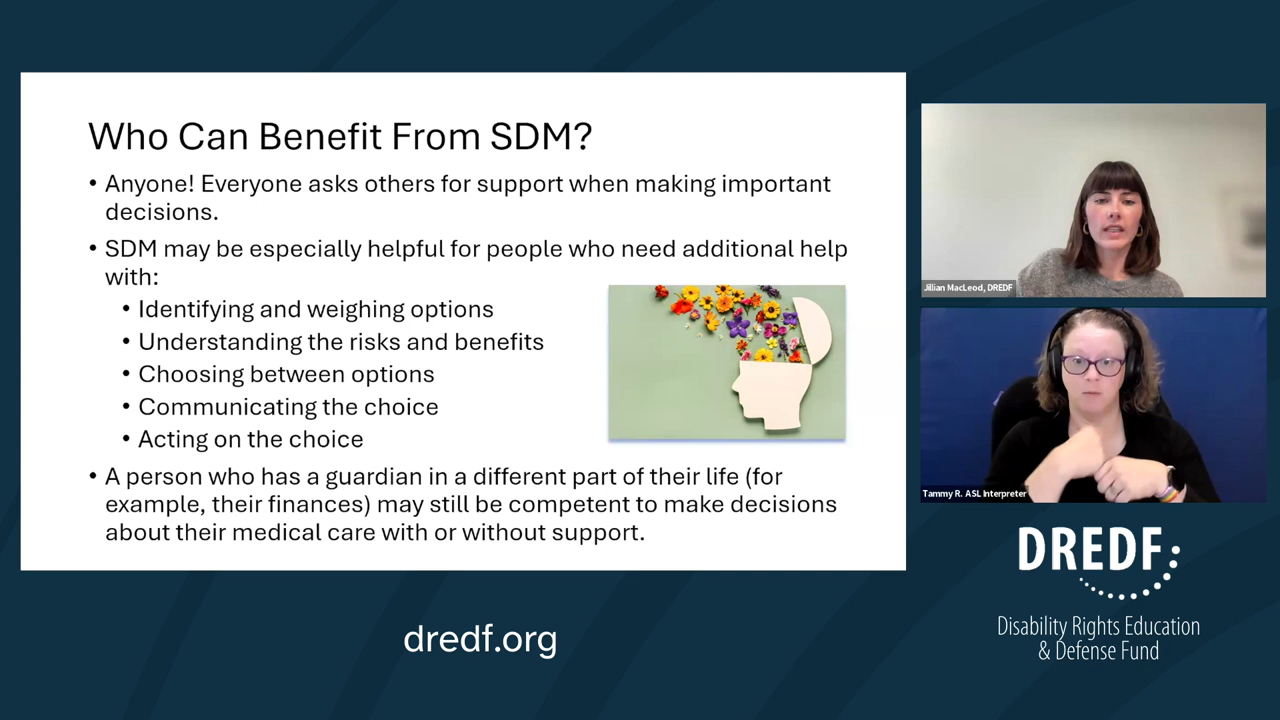 Who Can Benefit From SDM?
• Anyone! Everyone asks others for support when making important
decisions.
• SDM may be especially helpful for people who need additional help
with:
• Identifying and weighing options
• Understanding the risks and benefits
• Choosing between options
• Communicating the choice
• Acting on the choice
• A person who has a guardian in a different part of their life (for
example, their finances) may still be competent to make decisions
about their medical care with or without support.
Jillian MacLeod, DREDF
Tammy R. ASL Interpreter
DREDF
Disability Rights Education
& Defense Fund
dredf.org